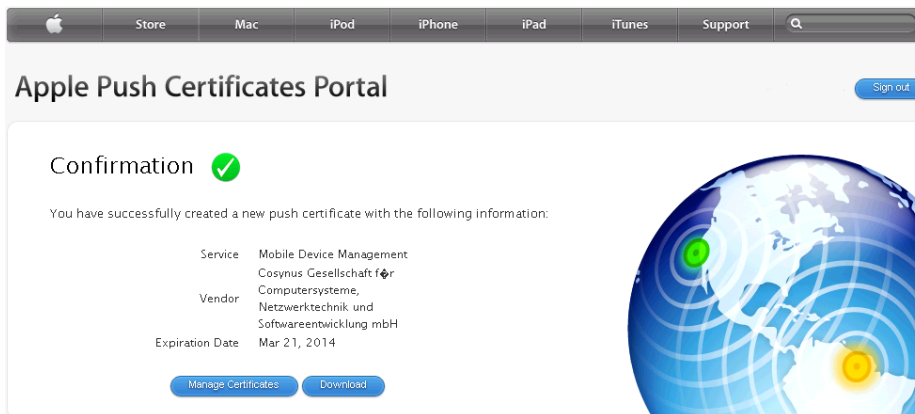 Store Mac iPod iPhone iPad iTunes Support
Apple Push Certificates Portal
Sign out
Confirmation
You have successfully created a new push certificate with the following information:
Service Mobile Device Management
Vendor Cosynus Gesellschaft f�r
Computersysteme,
Netzwerktechnik und
Softwareentwicklung mbH
Expiration Date Mar 21, 2014
Manage Certificates Download